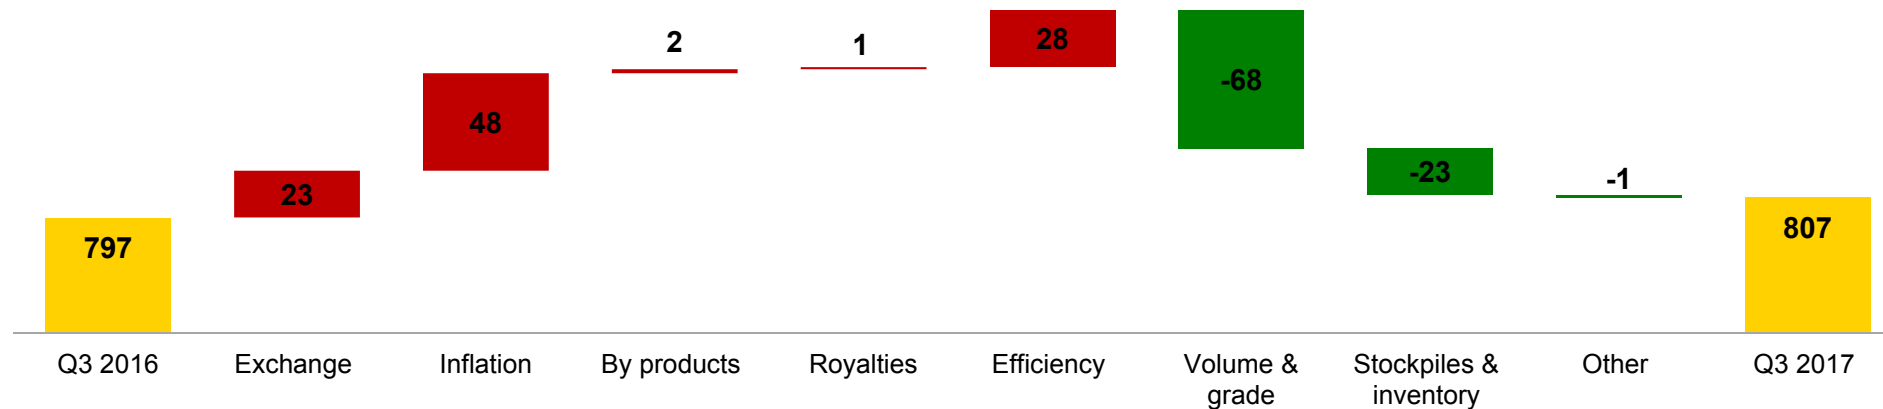 2
1
28
-68
48
23
-23
-1
797
807
Q3 2016
Exchange
Inflation
By products
Royalties
Efficiency
Volume &
grade
Stockpiles &
inventory
Other
Q3 2017